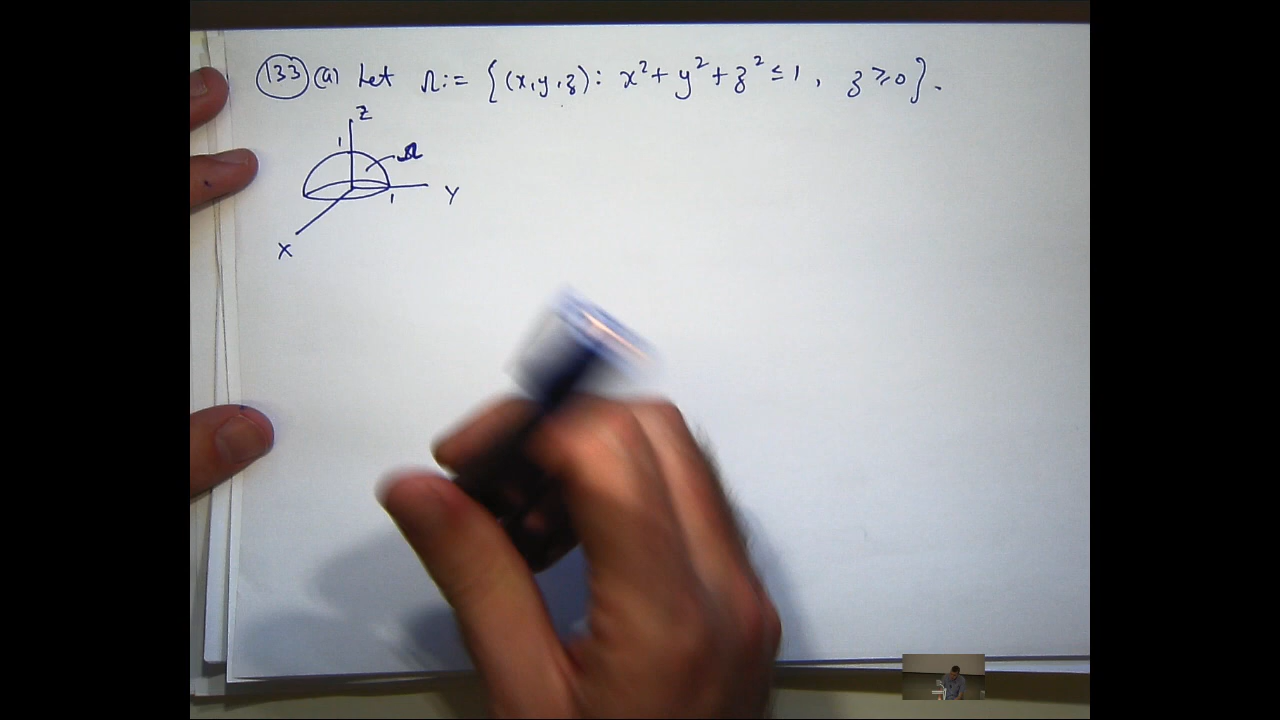 133 (a) Let Ω := {(x,y,z): x²+ y²+ z² ≤ 1, z ≥ 0}.
Z
1
Ω
1
Y
X